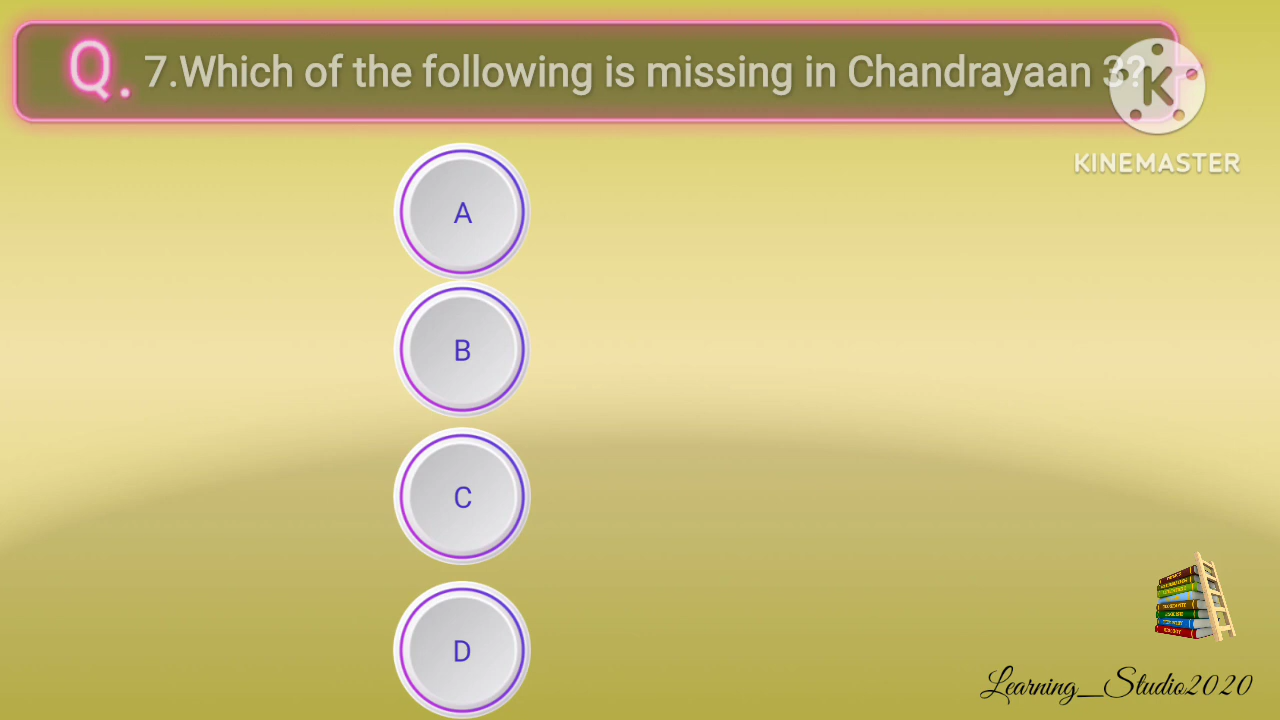 Q. 7.Which of the following is missing in Chandrayaan 3?
K
KINEMASTER
A
B
C
D
Learning_Studio2020